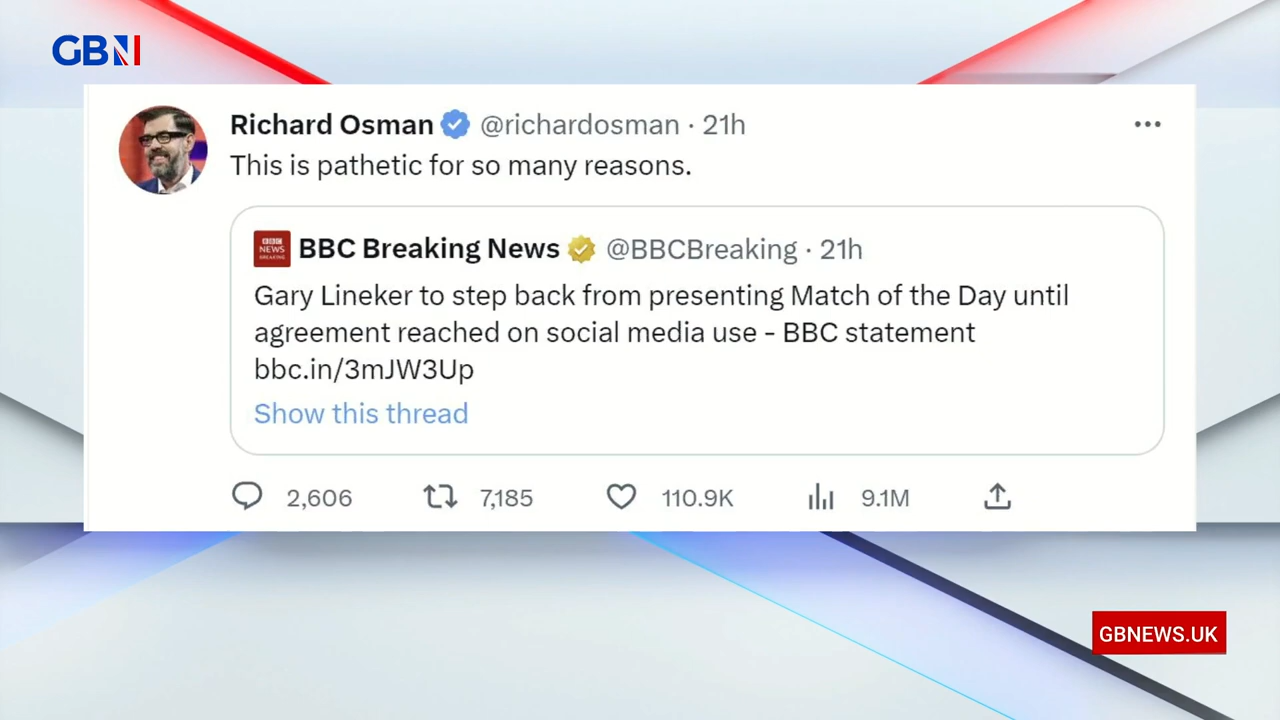 GBN
Richard Osman @richardosman · 21h
This is pathetic for so many reasons.
BBC NEWS BREAKING
BBC Breaking News @BBCBreaking · 21h
Gary Lineker to step back from presenting Match of the Day until
agreement reached on social media use - BBC statement
bbc.in/3mJW3Up
Show this thread
2,606 7,185 110.9K 9.1M
GBNEWS.UK